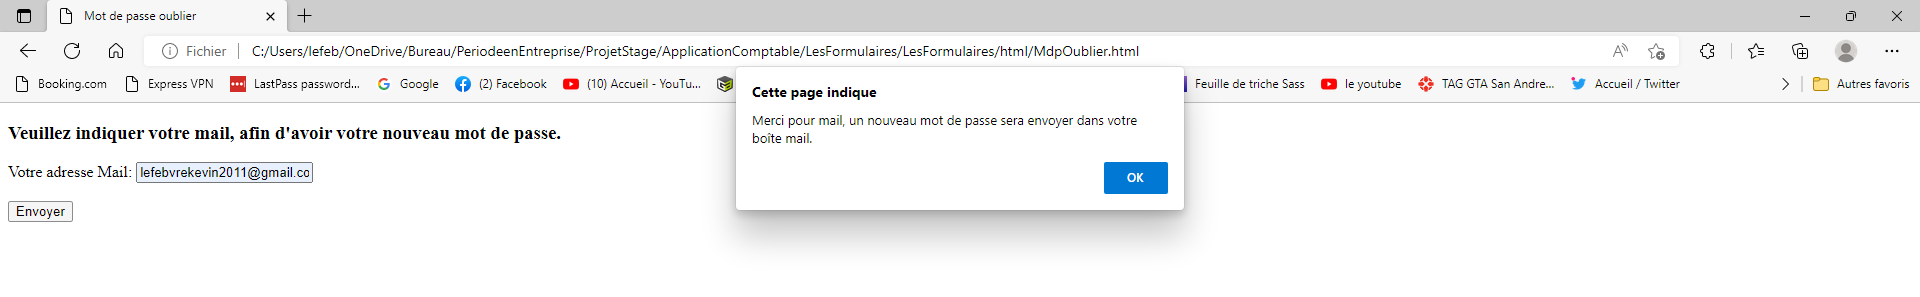 Mot de passe oublier
Fichier C:/Users/lefeb/OneDrive/Bureau/PeriodeenEntreprise/ProjetStage/ApplicationComptable/LesFormulaires/LesFormulaires/html/MdpOublier.html
Booking.com Express VPN LastPass password... Google (2) Facebook (10) Accueil - YouTu... Feuille de triche Sass le youtube TAG GTA San Andre... Accueil / Twitter Autres favoris
Cette page indique
Merci pour mail, un nouveau mot de passe sera envoyer dans votre
boîte mail.
OK
Veuillez indiquer votre mail, afin d'avoir votre nouveau mot de passe.
Votre adresse Mail: lefebvrekevin2011@gmail.co
Envoyer